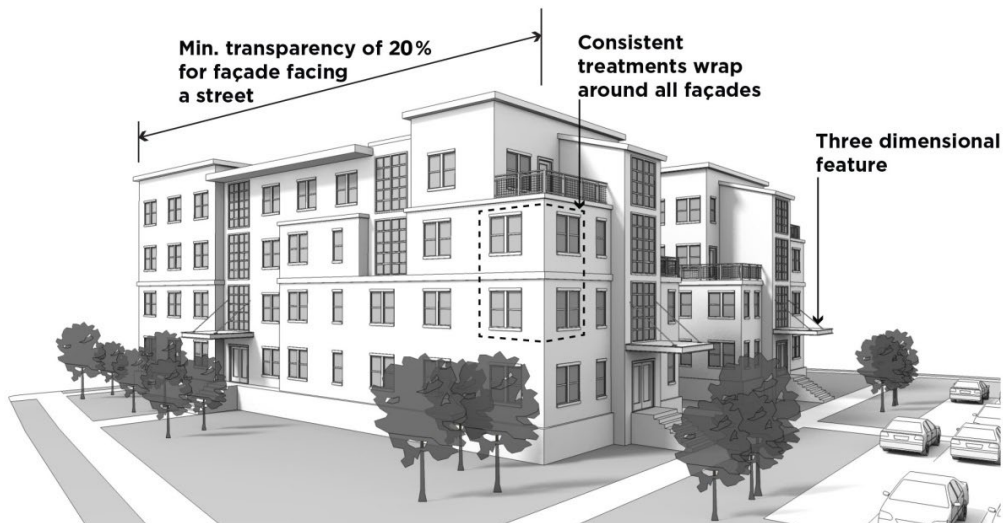 Min. transparency of 20%
for façade facing
a street
Consistent
treatments wrap
around all façades
Three dimensional
feature